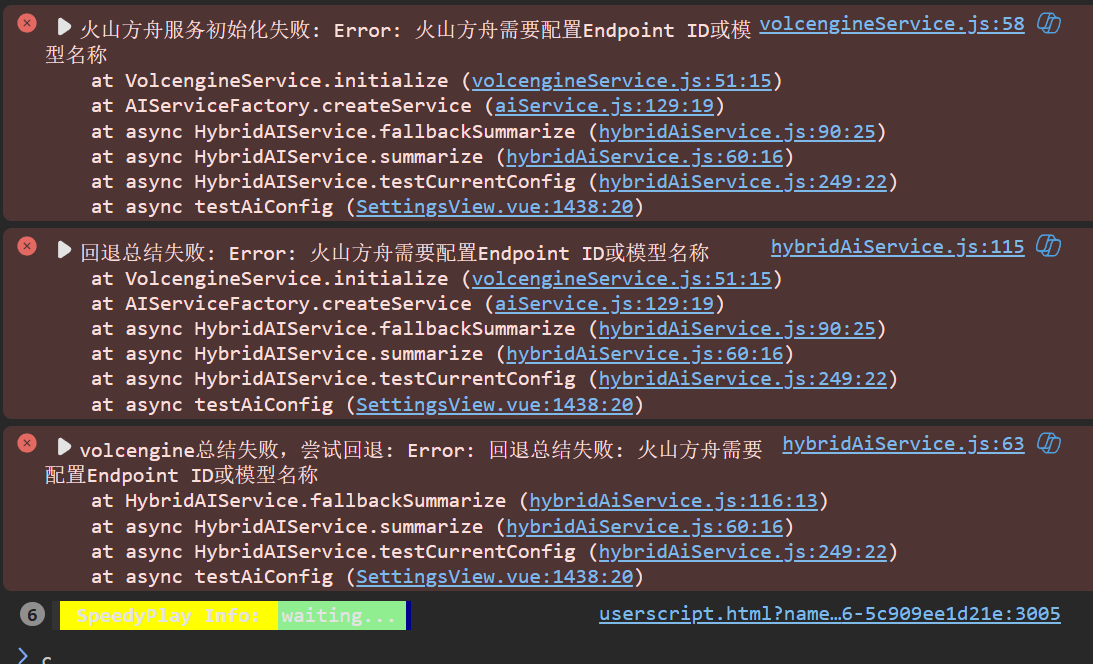 火山方舟服务初始化失败: Error: 火山方舟需要配置Endpoint ID或模 volcengineService.js:58
型名称
at VolcengineService.initialize (volcengineService.js:51:15)
at AIServiceFactory.createService (aiService.js:129:19)
at async HybridAIService.fallbackSummarize (hybridAiService.js:90:25)
at async HybridAIService.summarize (hybridAiService.js:60:16)
at async HybridAIService.testCurrentConfig (hybridAiService.js:249:22)
at async testAiConfig (SettingsView.vue:1438:20)
回退总结失败: Error: 火山方舟需要配置Endpoint ID或模型名称 hybridAiService.js:115
at VolcengineService.initialize (volcengineService.js:51:15)
at AIServiceFactory.createService (aiService.js:129:19)
at async HybridAIService.fallbackSummarize (hybridAiService.js:90:25)
at async HybridAIService.summarize (hybridAiService.js:60:16)
at async HybridAIService.testCurrentConfig (hybridAiService.js:249:22)
at async testAiConfig (SettingsView.vue:1438:20)
volcengine总结失败，尝试回退: Error: 回退总结失败: 火山方舟需要 hybridAiService.js:63
配置Endpoint ID或模型名称
at HybridAIService.fallbackSummarize (hybridAiService.js:116:13)
at async HybridAIService.summarize (hybridAiService.js:60:16)
at async HybridAIService.testCurrentConfig (hybridAiService.js:249:22)
at async testAiConfig (SettingsView.vue:1438:20)
6 SpeedyPlay Info: waiting... userscript.html?name…6-5c909ee1d21e:3005